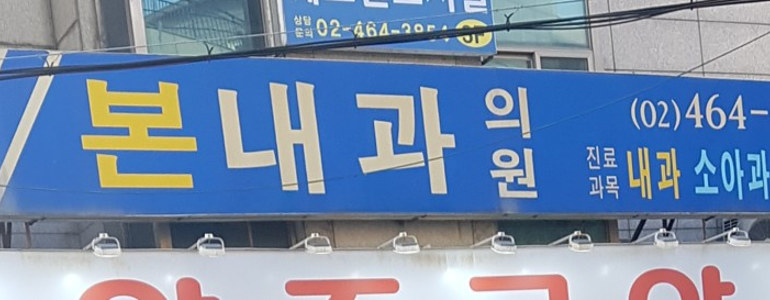 상담
문의 02-464-3954 3F
본내과의원
(02)464-
진료
과목 내과 소아과